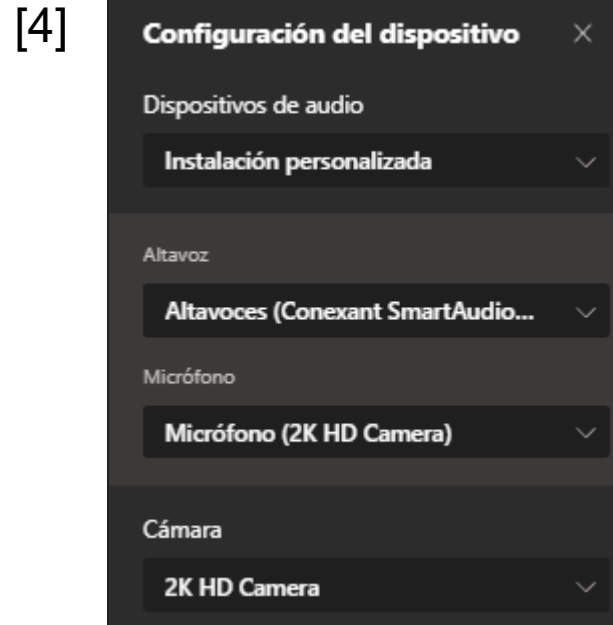 [4]
Configuración del dispositivo
Dispositivos de audio
Instalación personalizada
Altavoz
Altavoces (Conexant SmartAudio...
Micrófono
Micrófono (2K HD Camera)
Cámara
2K HD Camera